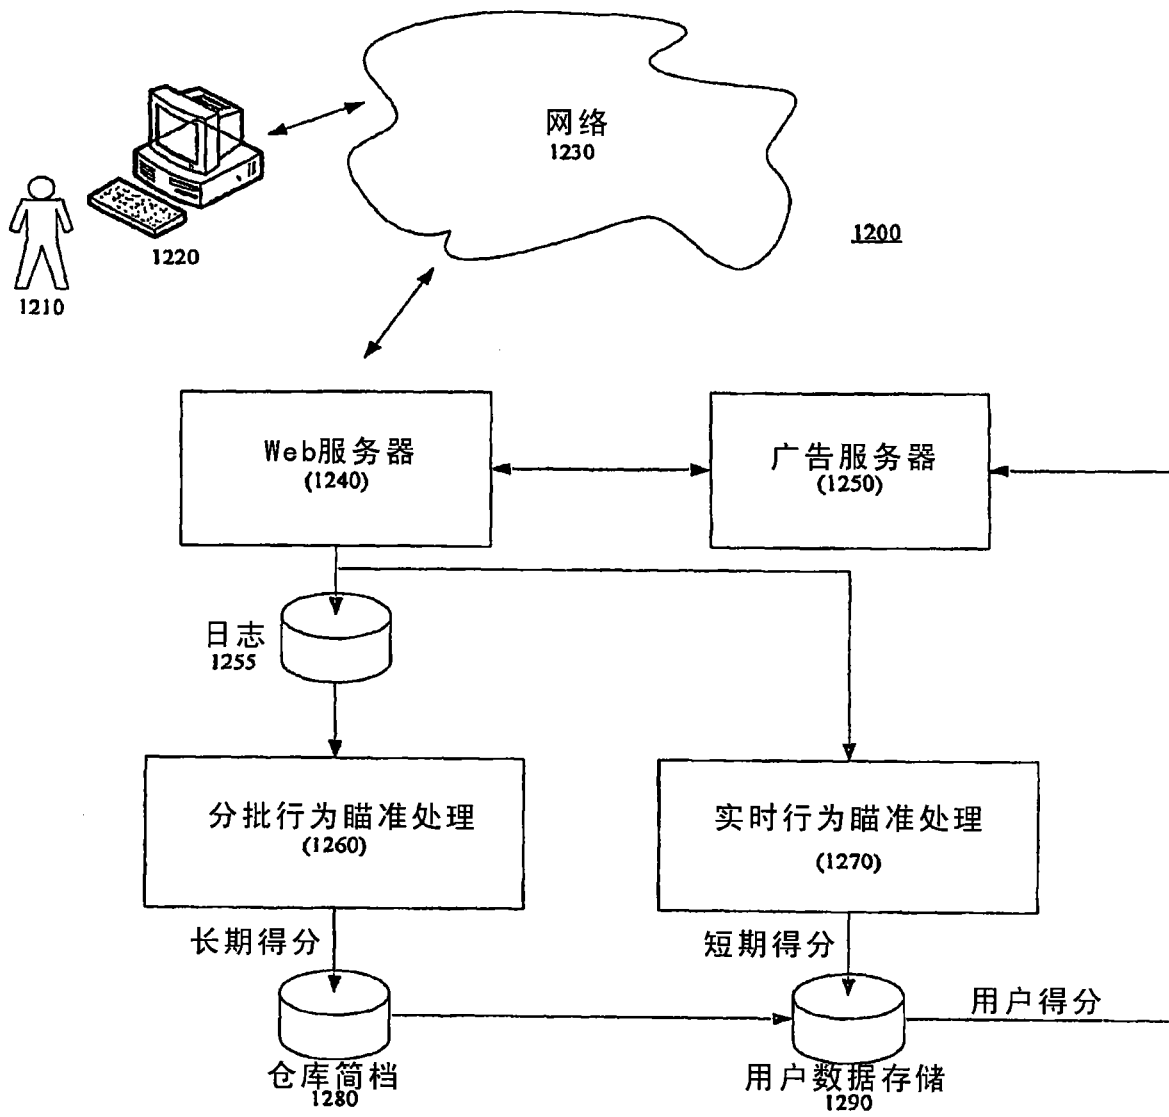 网络
1230
1200
1220
1210
Web服务器
(1240)
广告服务器
(1250)
日志
1255
分批行为瞄准处理
(1260)
实时行为瞄准处理
(1270)
长期得分
短期得分
用户得分
仓库简档
1280
用户数据存储
1290